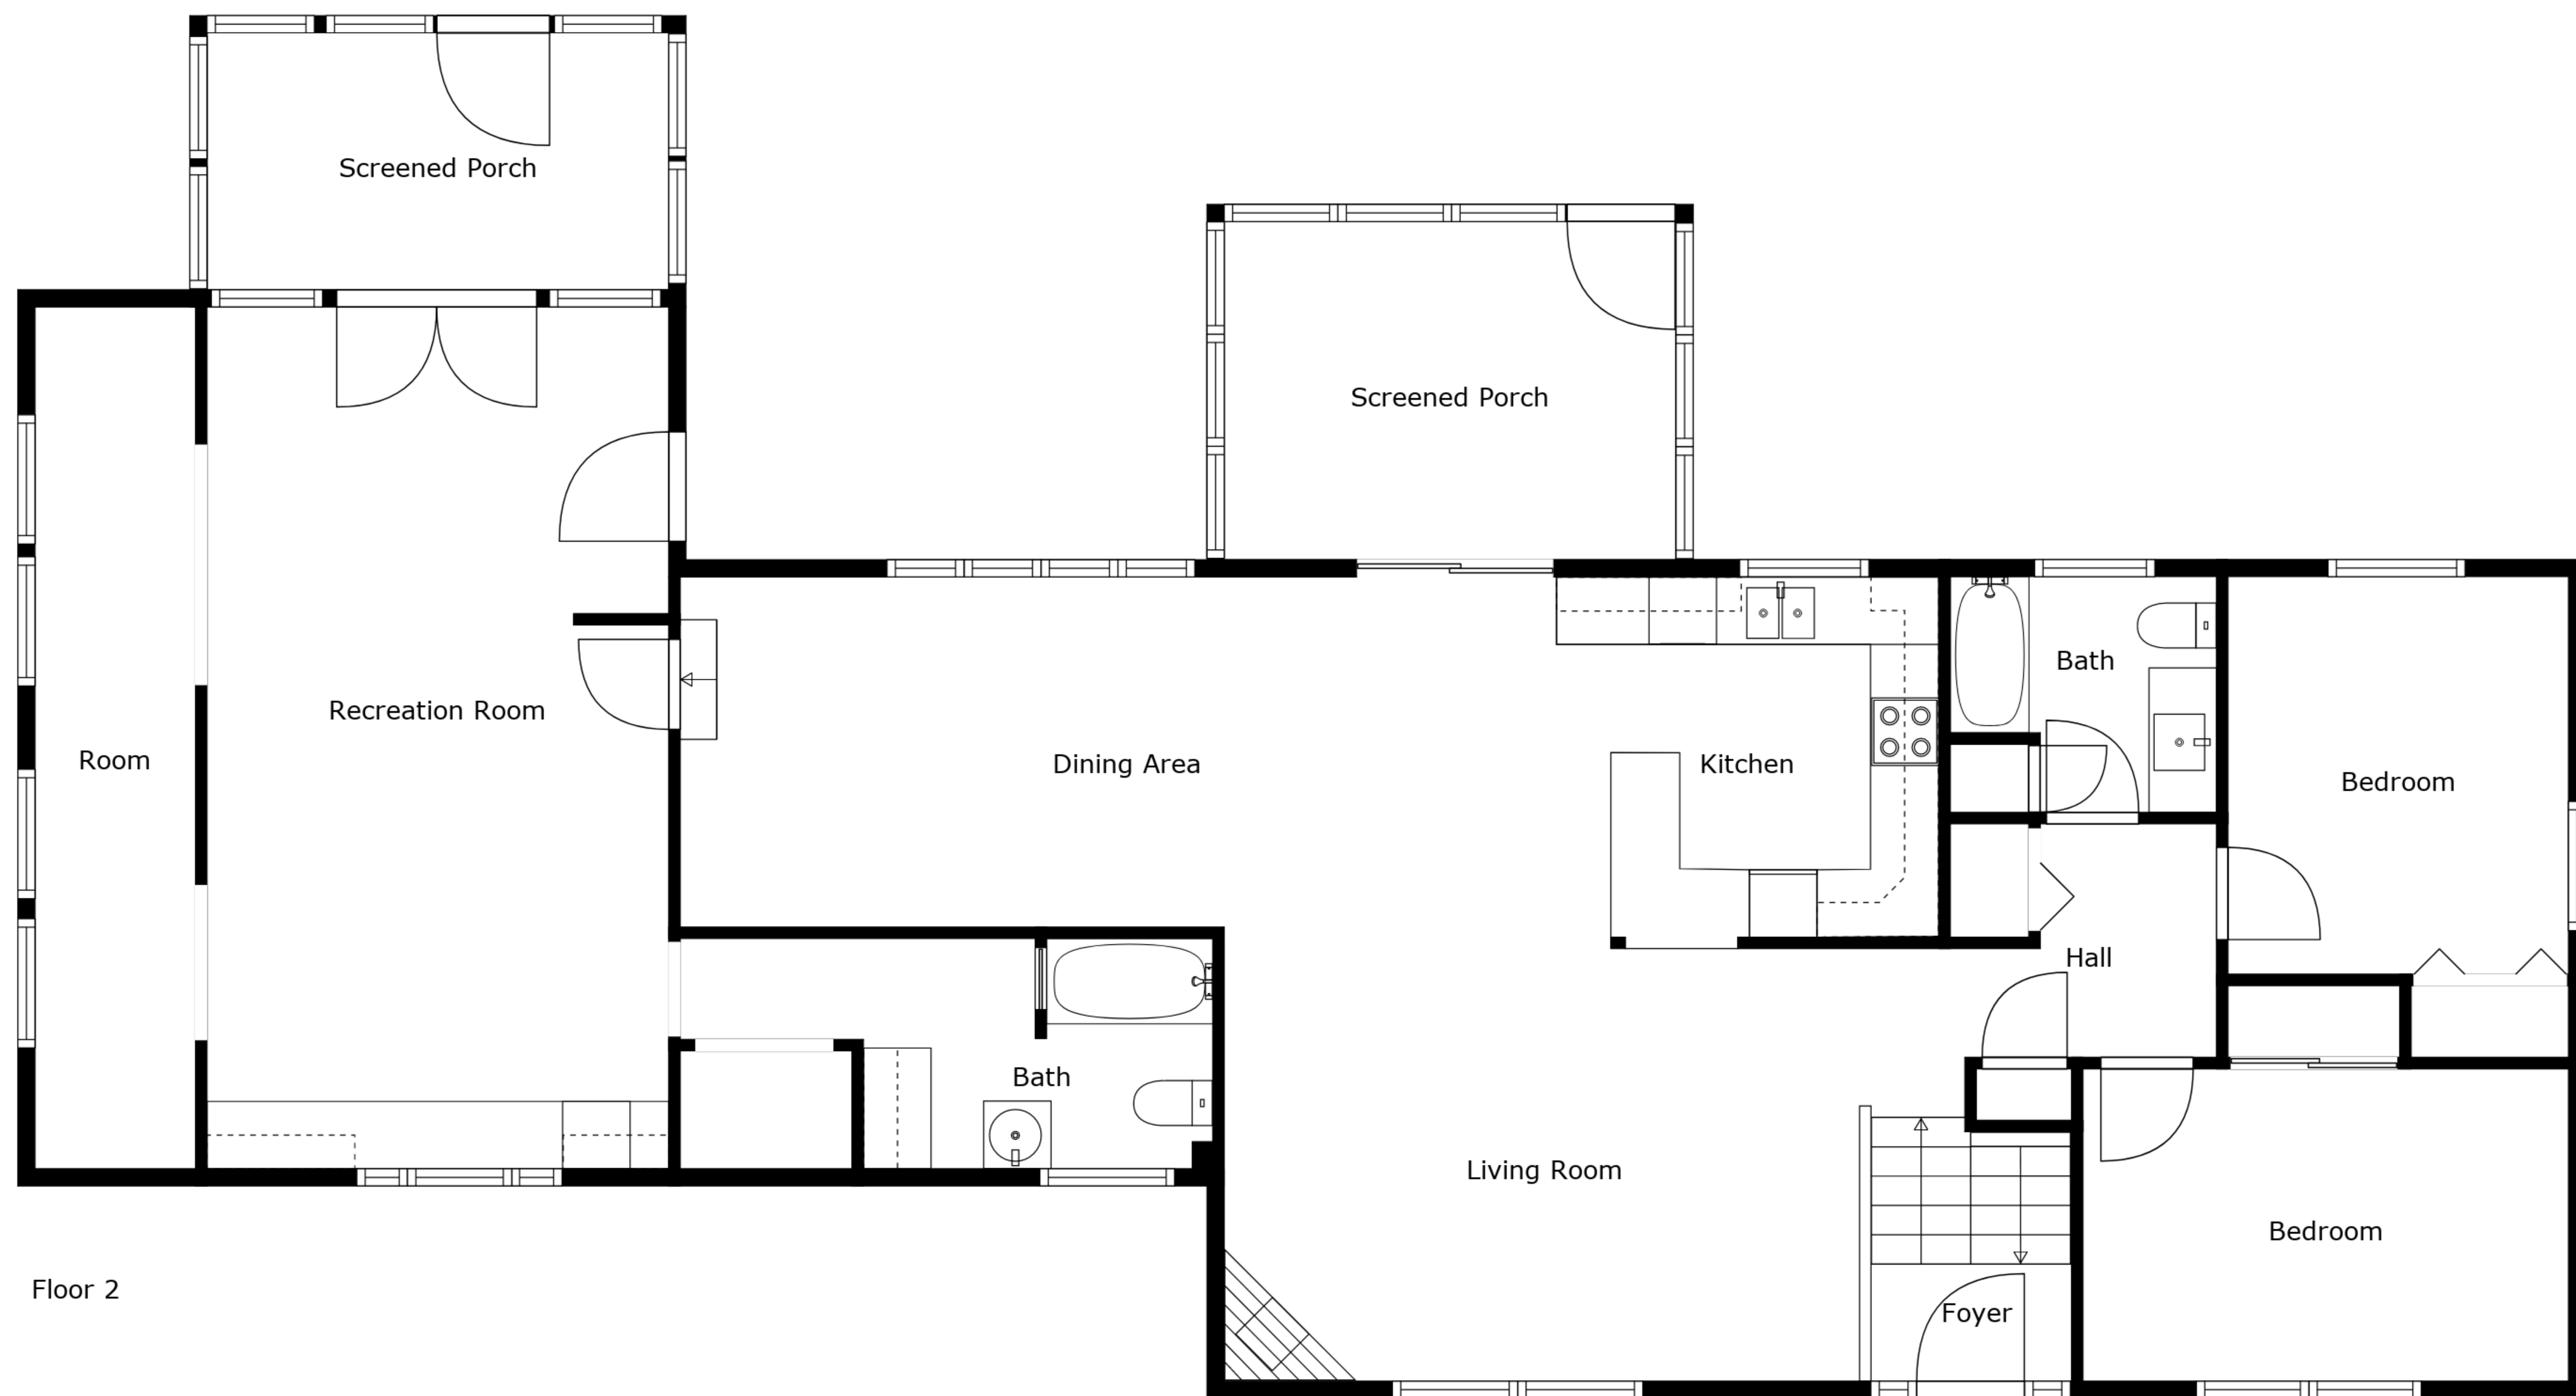 Screened Porch
Screened Porch
Bath
Recreation Room
Room
Dining Area
Kitchen
Bedroom
Hall
Bath
Living Room
Bedroom
Floor 2
Foyer